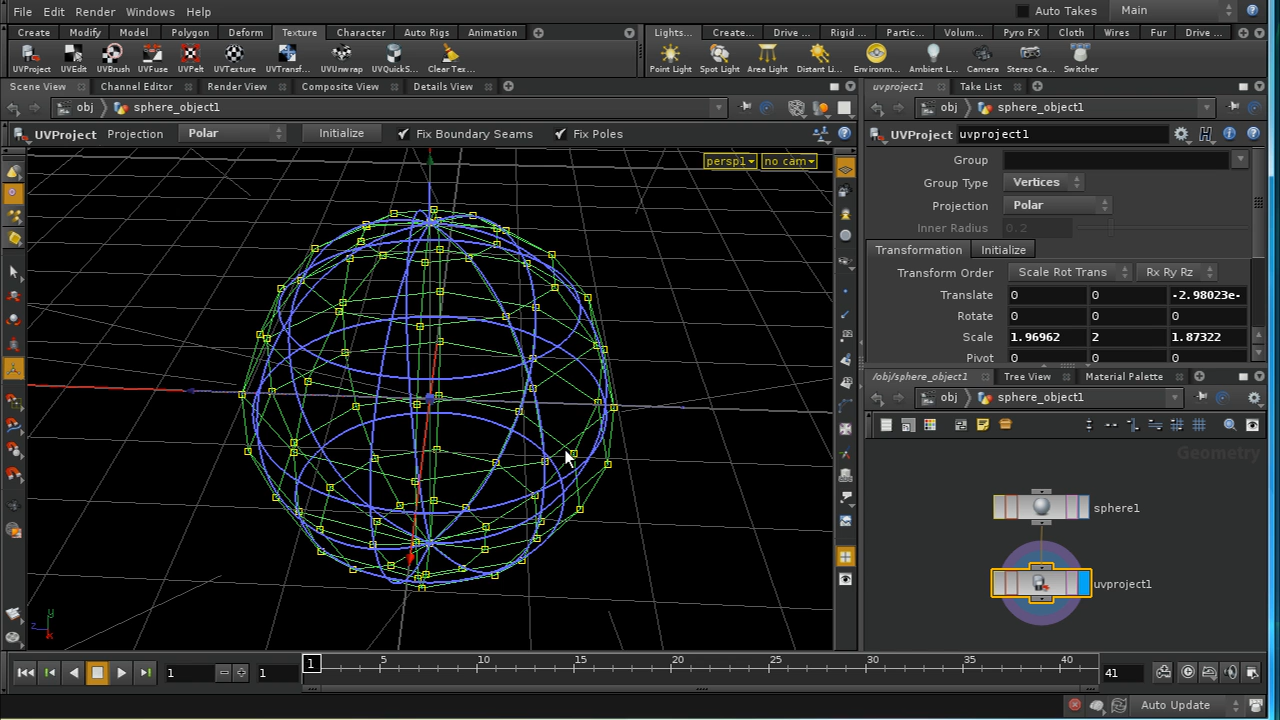 File Edit Render Windows Help Auto Takes Main
Create Modify Model Polygon Deform Texture Character Auto Rigs Animation Lights... Create... Drive ... Rigid ... Partic... Volum... Pyro FX Cloth Wires Fur Drive ...
UVProject UVEdit UVBrush UVFuse UVPelt UVTexture UVTransf... UVUnwrap UVQuickS... Clear Tex... Point Light Spot Light Area Light Distant Li... Environm... Ambient L... Camera Stereo Ca... Switcher
Scene View Channel Editor Render View Composite View Details View uvproject1 Take List
obj sphere_object1 obj sphere_object1
UVProject Projection Polar Initialize Fix Boundary Seams Fix Poles UVProject uvproject1
persp1 no cam Group
Group Type Vertices
Projection Polar
Inner Radius 0.2
Transformation Initialize
Transform Order Scale Rot Trans Rx Ry Rz
Translate 0 0 -2.98023e-
Rotate 0 0 0
Scale 1.96962 2 1.87322
Pivot 0 0 0
/obj/sphere_object1 Tree View Material Palette
obj sphere_object1
Geometry
sphere1
uvproject1
y
z x
1 1 1 5 10 15 20 25 30 35 40 41
Auto Update